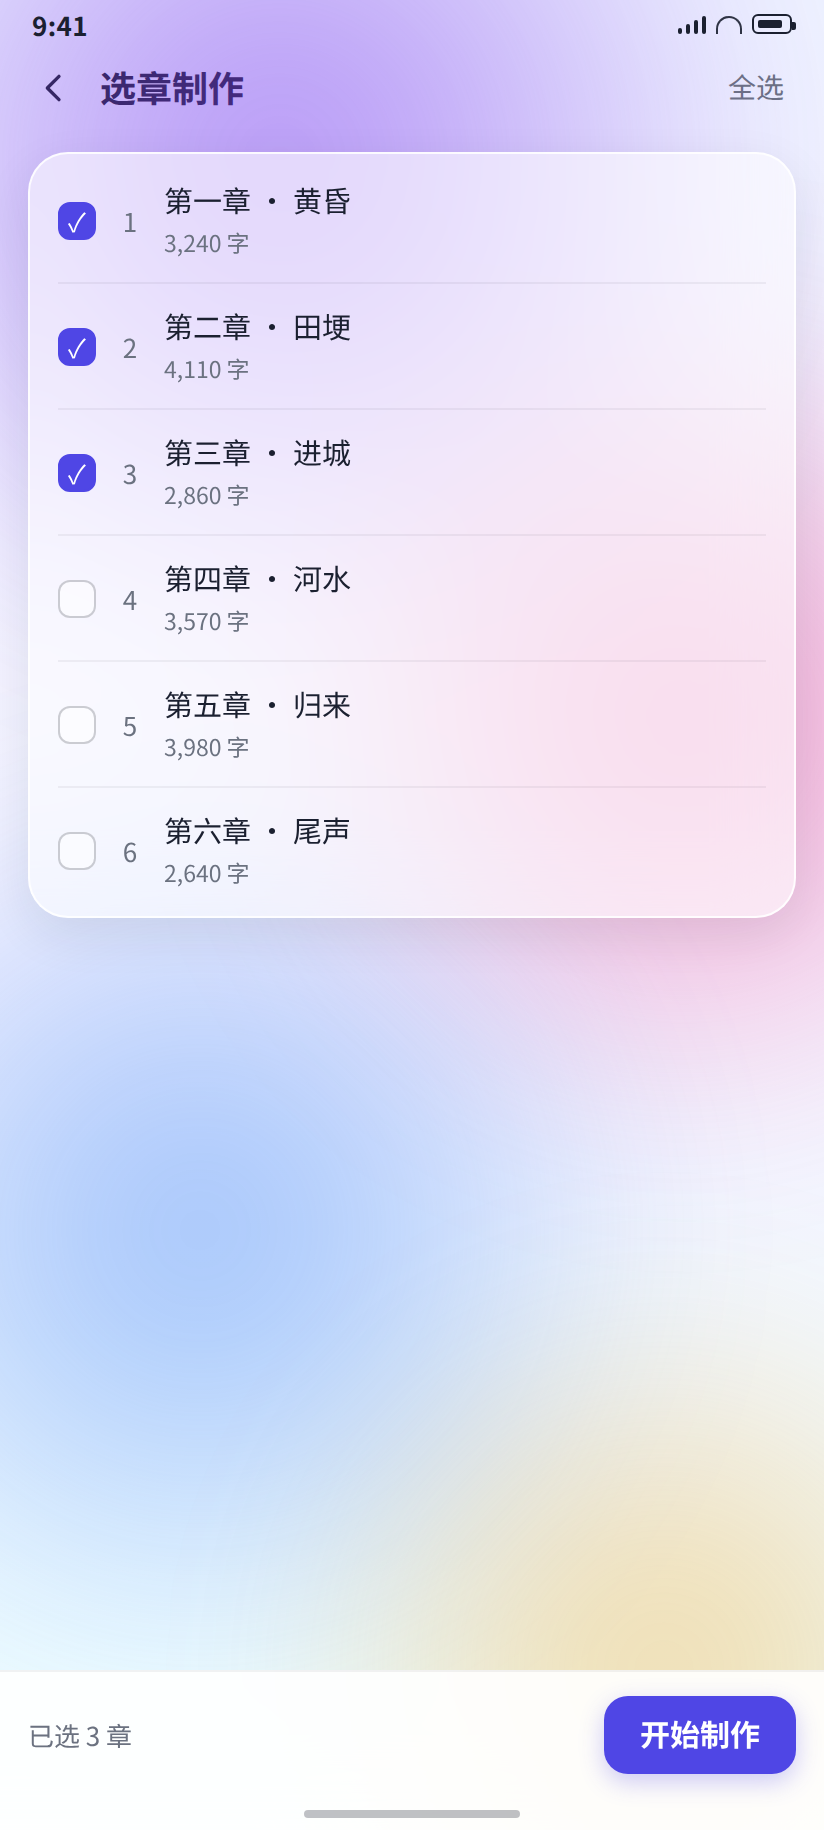 9:41
选章制作
全选
1
第一章 · 黄昏
3,240 字
2
第二章 · 田埂
4,110 字
3
第三章 · 进城
2,860 字
4
第四章 · 河水
3,570 字
5
第五章 · 归来
3,980 字
6
第六章 · 尾声
2,640 字
已选 3 章
开始制作